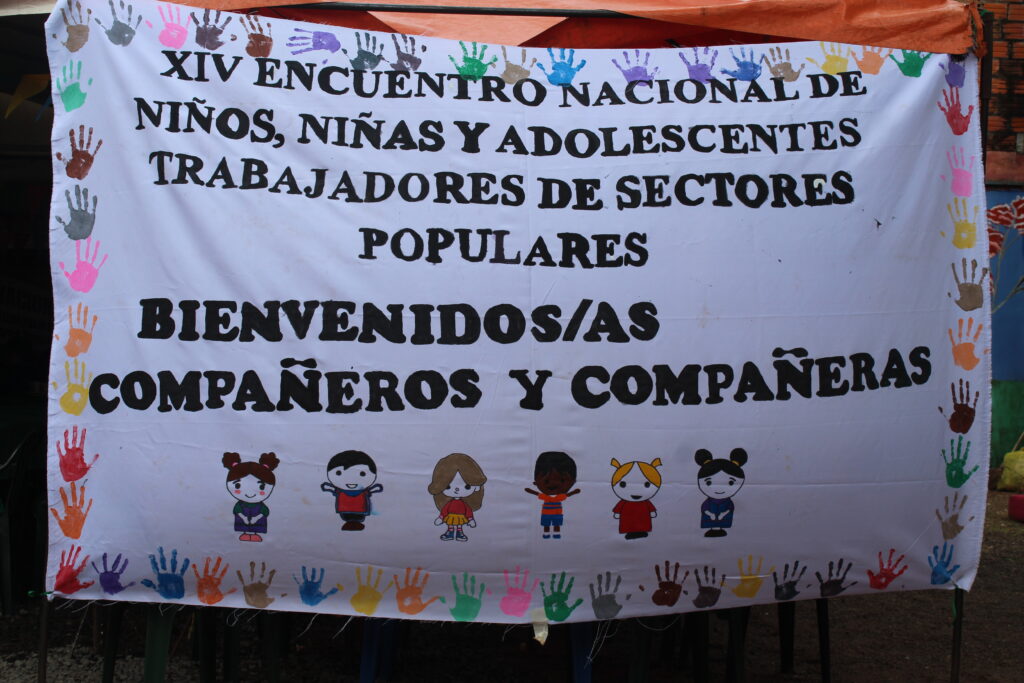 XIV ENCUENTRO NACIONAL DE
NIÑOS, NIÑAS Y ADOLESCENTES
TRABAJADORES DE SECTORES
POPULARES
BIENVENIDOS/AS
COMPAÑEROS Y COMPAÑERAS